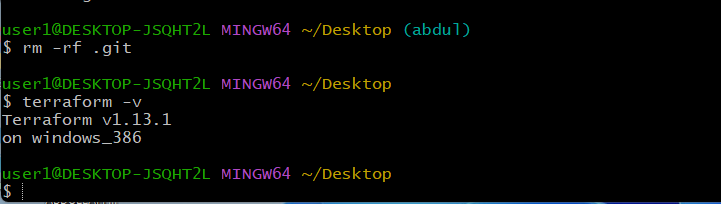 user1@DESKTOP-JSQHT2L MINGW64 ~/Desktop (abdul)
$ rm -rf .git
user1@DESKTOP-JSQHT2L MINGW64 ~/Desktop
$ terraform -v
Terraform v1.13.1
on windows_386
user1@DESKTOP-JSQHT2L MINGW64 ~/Desktop
$